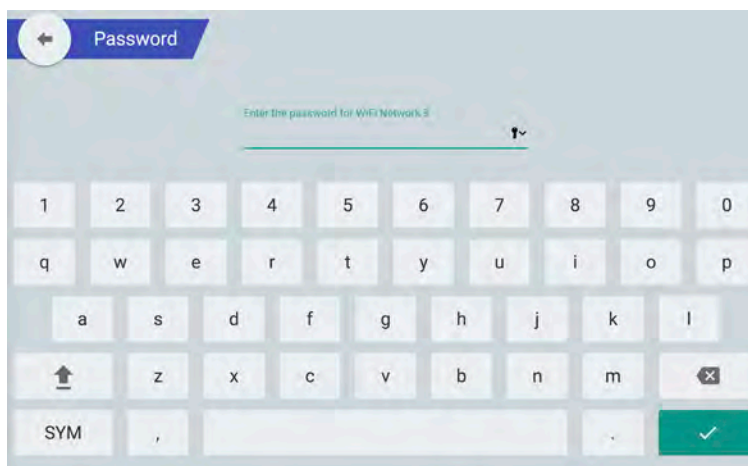 Password
Enter the password for WiFi Network 8
1 2 3 4 5 6 7 8 9 0
q w e r t y u i o p
a s d f g h j k l
z x c v b n m
SYM , .